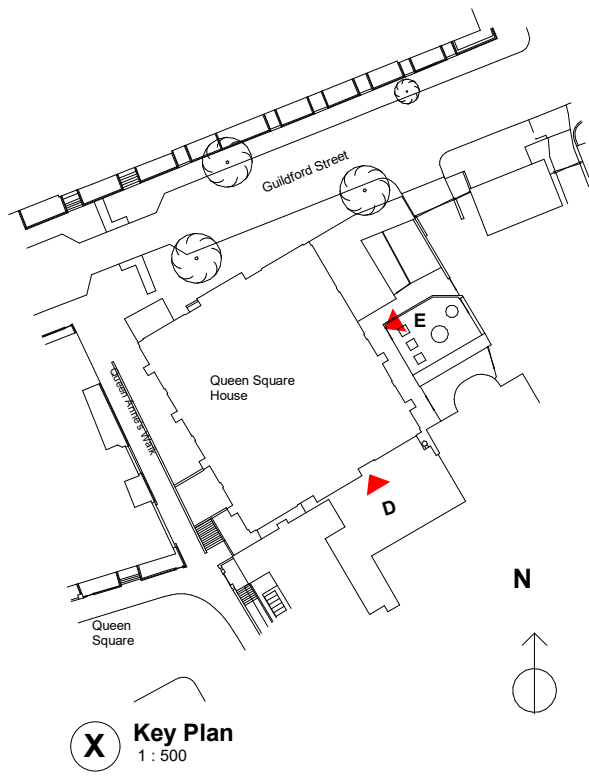 Guildford Street
E
Queen Square
House
Queen Anne's Walk
D
N
Queen
Square
X
Key Plan
1 : 500